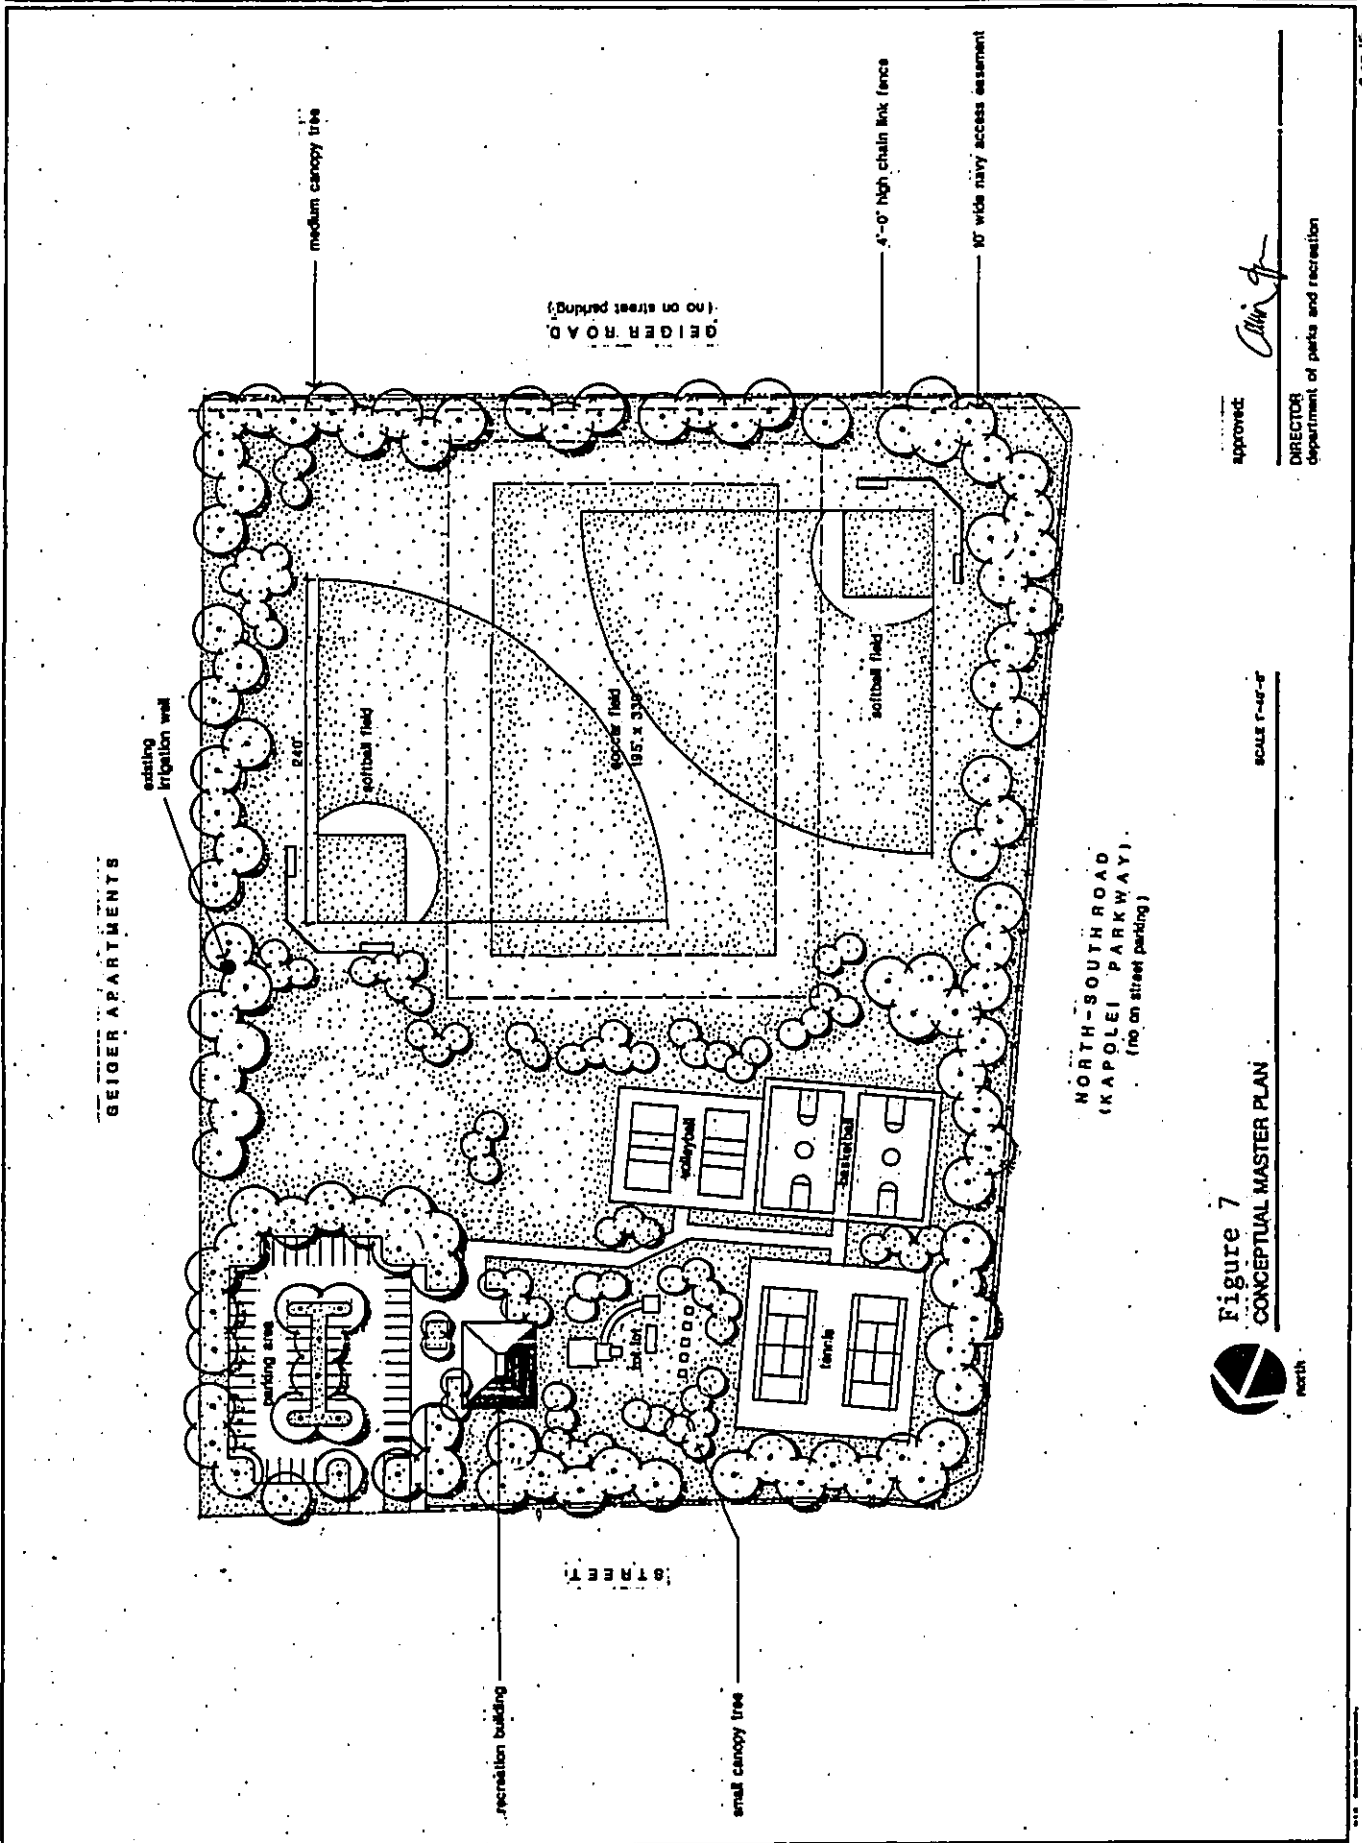 GEIGER APARTMENTS
existing
irrigation well
medium canopy tree
GEIGER ROAD
(no on street parking)
4'-0" high chain link fence
10' wide navy access easement
240'
softball field
soccer field
195' x 330'
softball field
parking area
volleyball
basketball
tot lot
tennis
recreation building
small canopy tree
STREET
NORTH-SOUTH ROAD
(KAPOLEI PARKWAY)
(no on street parking)
north
Figure 7
CONCEPTUAL MASTER PLAN
approved:
DIRECTOR
department of parks and recreation